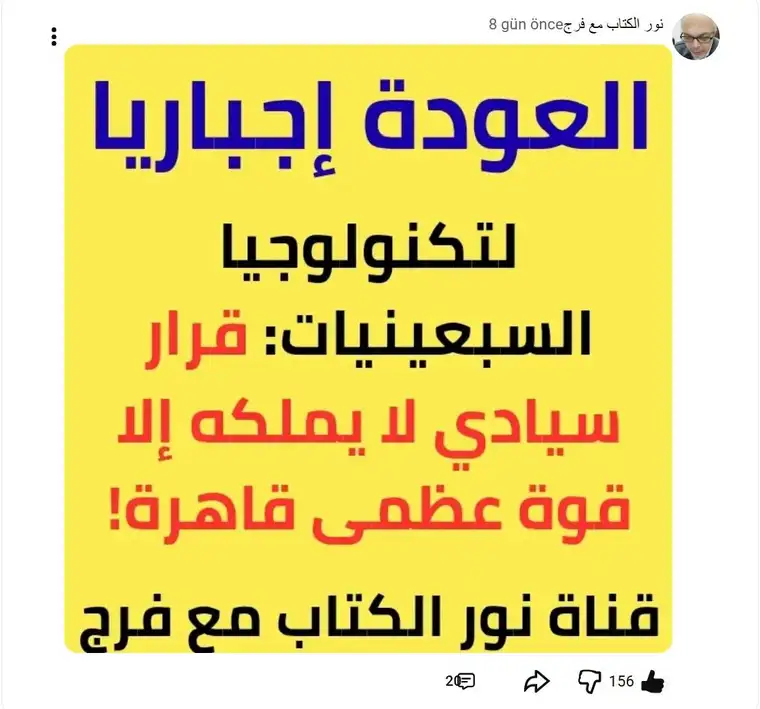 نور الكتاب مع فرج 8 gün önce
العودة إجباريا
لتكنولوجيا
السبعينيات: قرار
سيادي لا يملكه إلا
قوة عظمى قاهرة!
قناة نور الكتاب مع فرج
156
20